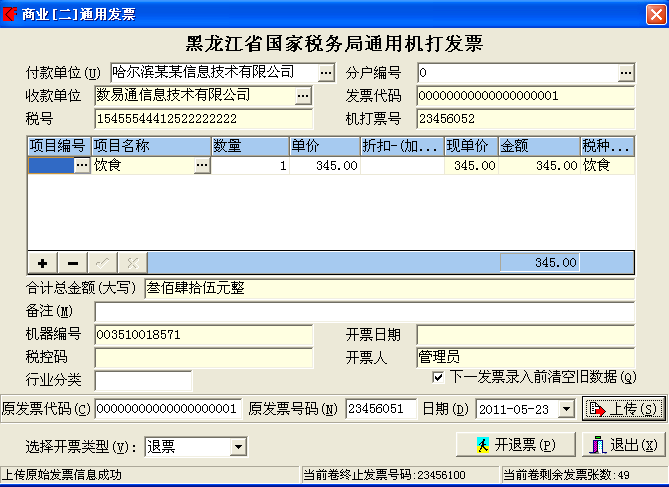 商业[二]通用发票
黑龙江省国家税务局通用机打发票
付款单位(U) 哈尔滨某某信息技术有限公司 ... 分户编号 0 ...
收款单位 数易通信息技术有限公司 ... 发票代码 00000000000000000001
税号 15455544412522222222 机打票号 23456052
项目编号 项目名称 数量 单价 折扣-(加... 现单价 金额 税种...
... 饮食 ... 1 345.00 345.00 345.00 饮食
345.00
合计总金额(大写) 叁佰肆拾伍元整
备注(M)
机器编号 003510018571 开票日期
税控码 开票人 管理员
行业分类 下一发票录入前清空旧数据(Q)
原发票代码(C) 00000000000000000001 原发票号码(N) 23456051 日期(D) 2011-05-23 上传(S)
选择开票类型(V): 退票 开退票(P) 退出(X)
上传原始发票信息成功 当前卷终止发票号码:23456100 当前卷剩余发票张数:49